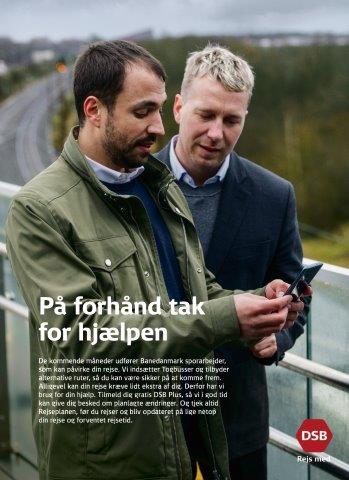 På forhånd tak
for hjælpen
De kommende måneder udfører Banedanmark sporarbejder,
som kan påvirke din rejse. Vi indsætter Togbusser og tilbyder
alternative ruter, så du kan være sikker på at komme frem.
Alligevel kan din rejse kræve lidt ekstra af dig. Derfor har vi
brug for din hjælp. Tilmeld dig gratis DSB Plus, så vi i god tid
kan give dig besked om planlagte ændringer. Og tjek altid
Rejseplanen, før du rejser og bliv opdateret på lige netop
din rejse og forventet rejsetid.
DSB
Rejs med